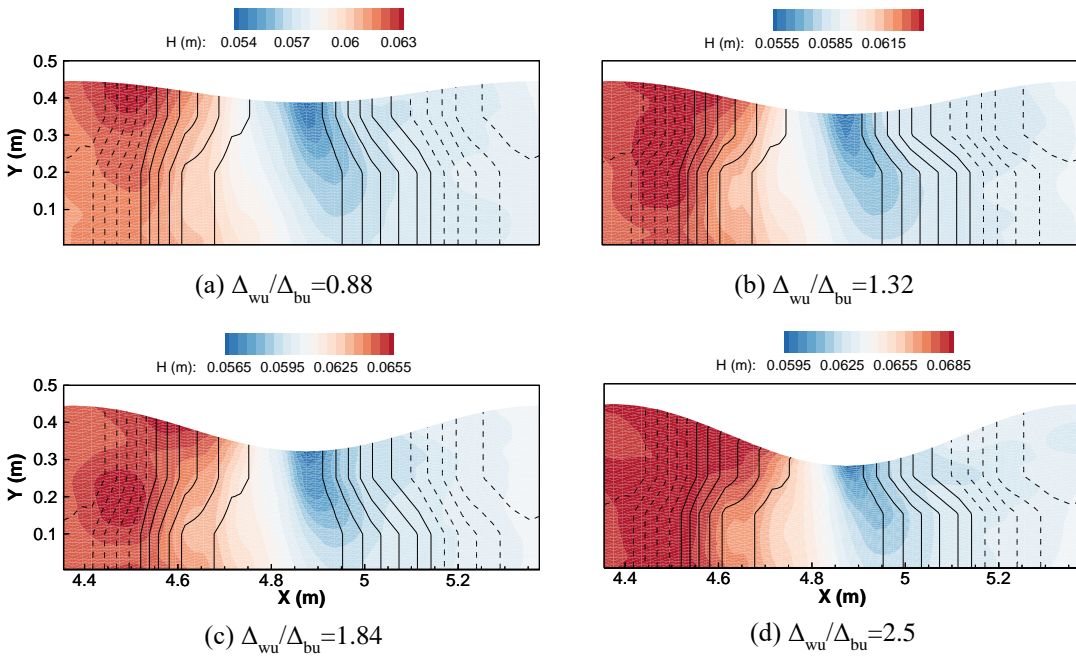 H (m): 0.054 0.057 0.06 0.063
H (m): 0.0555 0.0585 0.0615
0.5
0.4
0.3
0.2
0.1
Y (m)
(a) Δwu/Δbu=0.88
(b) Δwu/Δbu=1.32
H (m): 0.0565 0.0595 0.0625 0.0655
H (m): 0.0595 0.0625 0.0655 0.0685
0.5
0.4
0.3
0.2
0.1
Y (m)
4.4 4.6 4.8 5 5.2
X (m)
4.4 4.6 4.8 5 5.2
X (m)
(c) Δwu/Δbu=1.84
(d) Δwu/Δbu=2.5